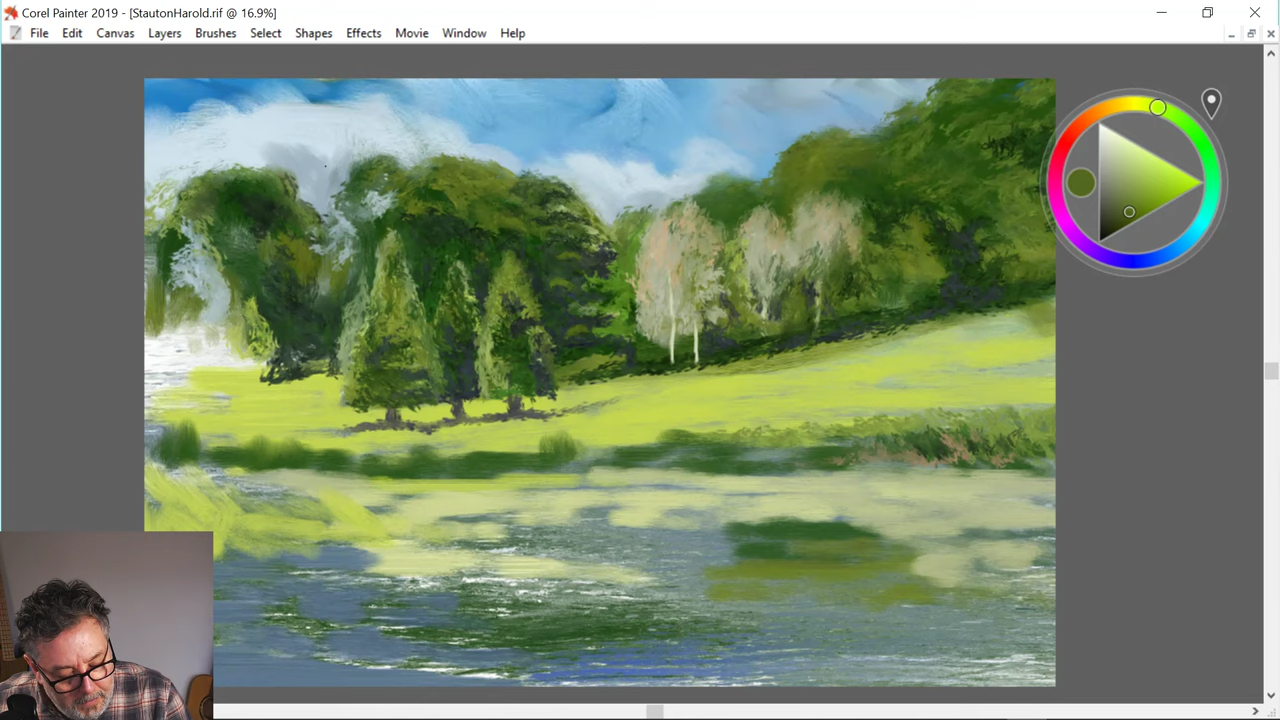 Corel Painter 2019 - [StautonHarold.rif @ 16.9%]
File Edit Canvas Layers Brushes Select Shapes Effects Movie Window Help